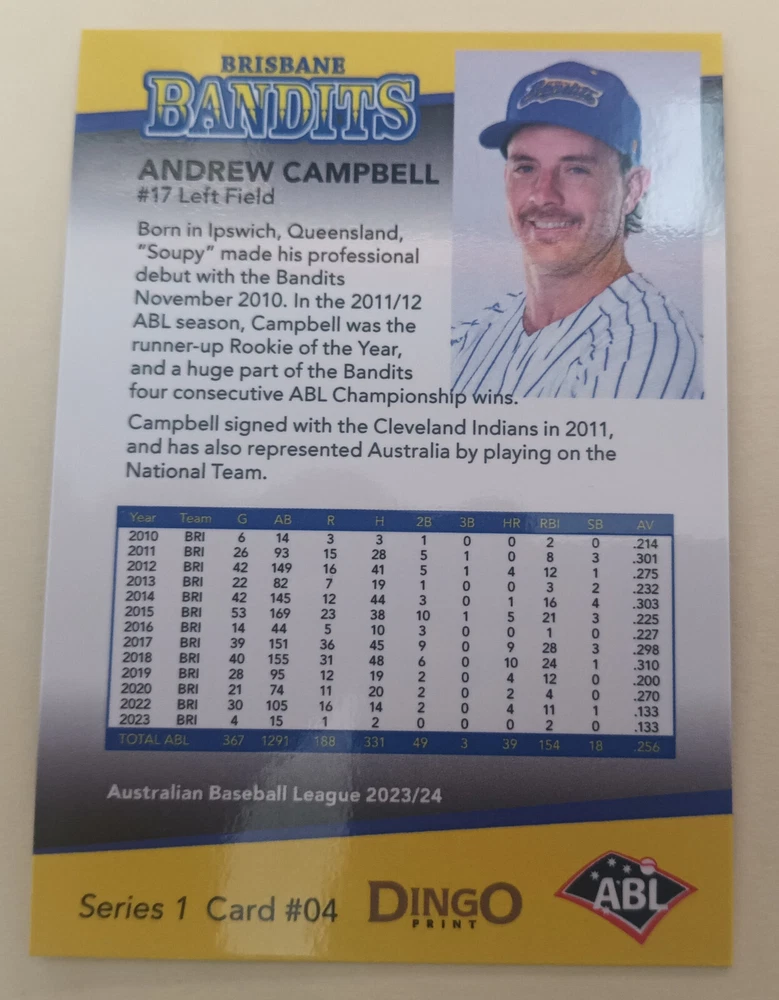 BRISBANE
BANDITS
ANDREW CAMPBELL
#17 Left Field
Born in Ipswich, Queensland,
"Soupy" made his professional
debut with the Bandits
November 2010. In the 2011/12
ABL season, Campbell was the
runner-up Rookie of the Year,
and a huge part of the Bandits
four consecutive ABL Championship wins.
Campbell signed with the Cleveland Indians in 2011,
and has also represented Australia by playing on the
National Team.
Year Team G AB R H 2B 3B HR RBI SB AV
2010 BRI 6 14 3 3 1 0 0 2 0 .214
2011 BRI 26 93 15 28 5 1 0 8 3 .301
2012 BRI 42 149 16 41 5 1 4 12 1 .275
2013 BRI 22 82 7 19 1 0 0 3 2 .232
2014 BRI 42 145 12 44 3 0 1 16 4 .303
2015 BRI 53 169 23 38 10 1 5 21 3 .225
2016 BRI 14 44 5 10 3 0 0 1 0 .227
2017 BRI 39 151 36 45 9 0 9 28 3 .298
2018 BRI 40 155 31 48 6 0 10 24 1 .310
2019 BRI 28 95 12 19 2 0 4 12 0 .200
2020 BRI 21 74 11 20 2 0 2 4 0 .270
2022 BRI 30 105 16 14 2 0 4 11 1 .133
2023 BRI 4 15 1 2 0 0 0 2 0 .133
TOTAL ABL 367 1291 188 331 49 3 39 154 18 .256
Australian Baseball League 2023/24
Series 1 Card #04
DINGO
PRINT
ABL